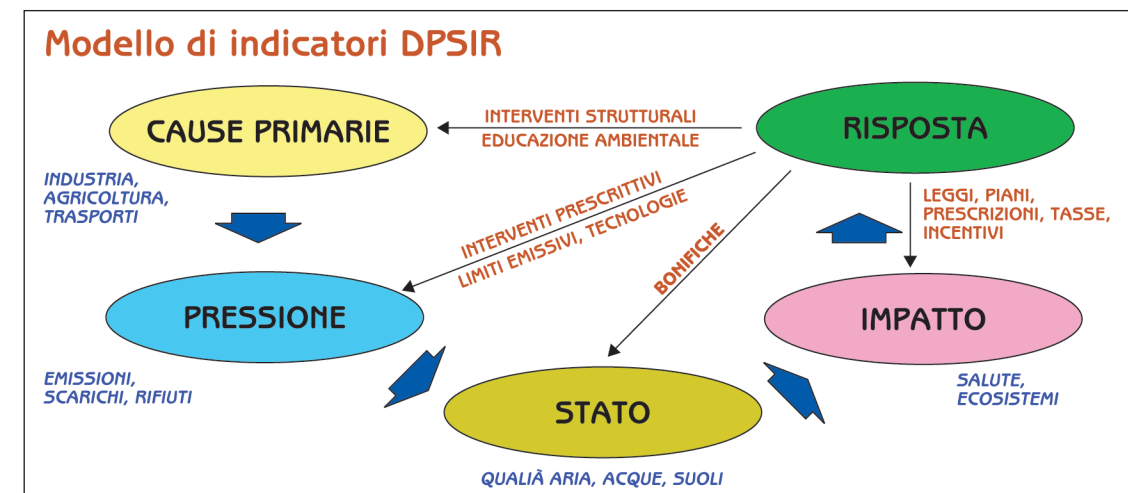 Modello di indicatori DPSIR
CAUSE PRIMARIE
INDUSTRIA,
AGRICOLTURA,
TRASPORTI
INTERVENTI STRUTTURALI
EDUCAZIONE AMBIENTALE
RISPOSTA
LEGGI, PIANI,
PRESCRIZIONI, TASSE,
INCENTIVI
INTERVENTI PRESCRITTIVI
LIMITI EMISSIVI, TECNOLOGIE
BONIFICHE
PRESSIONE
EMISSIONI,
SCARICHI, RIFIUTI
IMPATTO
SALUTE,
ECOSISTEMI
STATO
QUALIÀ ARIA, ACQUE, SUOLI